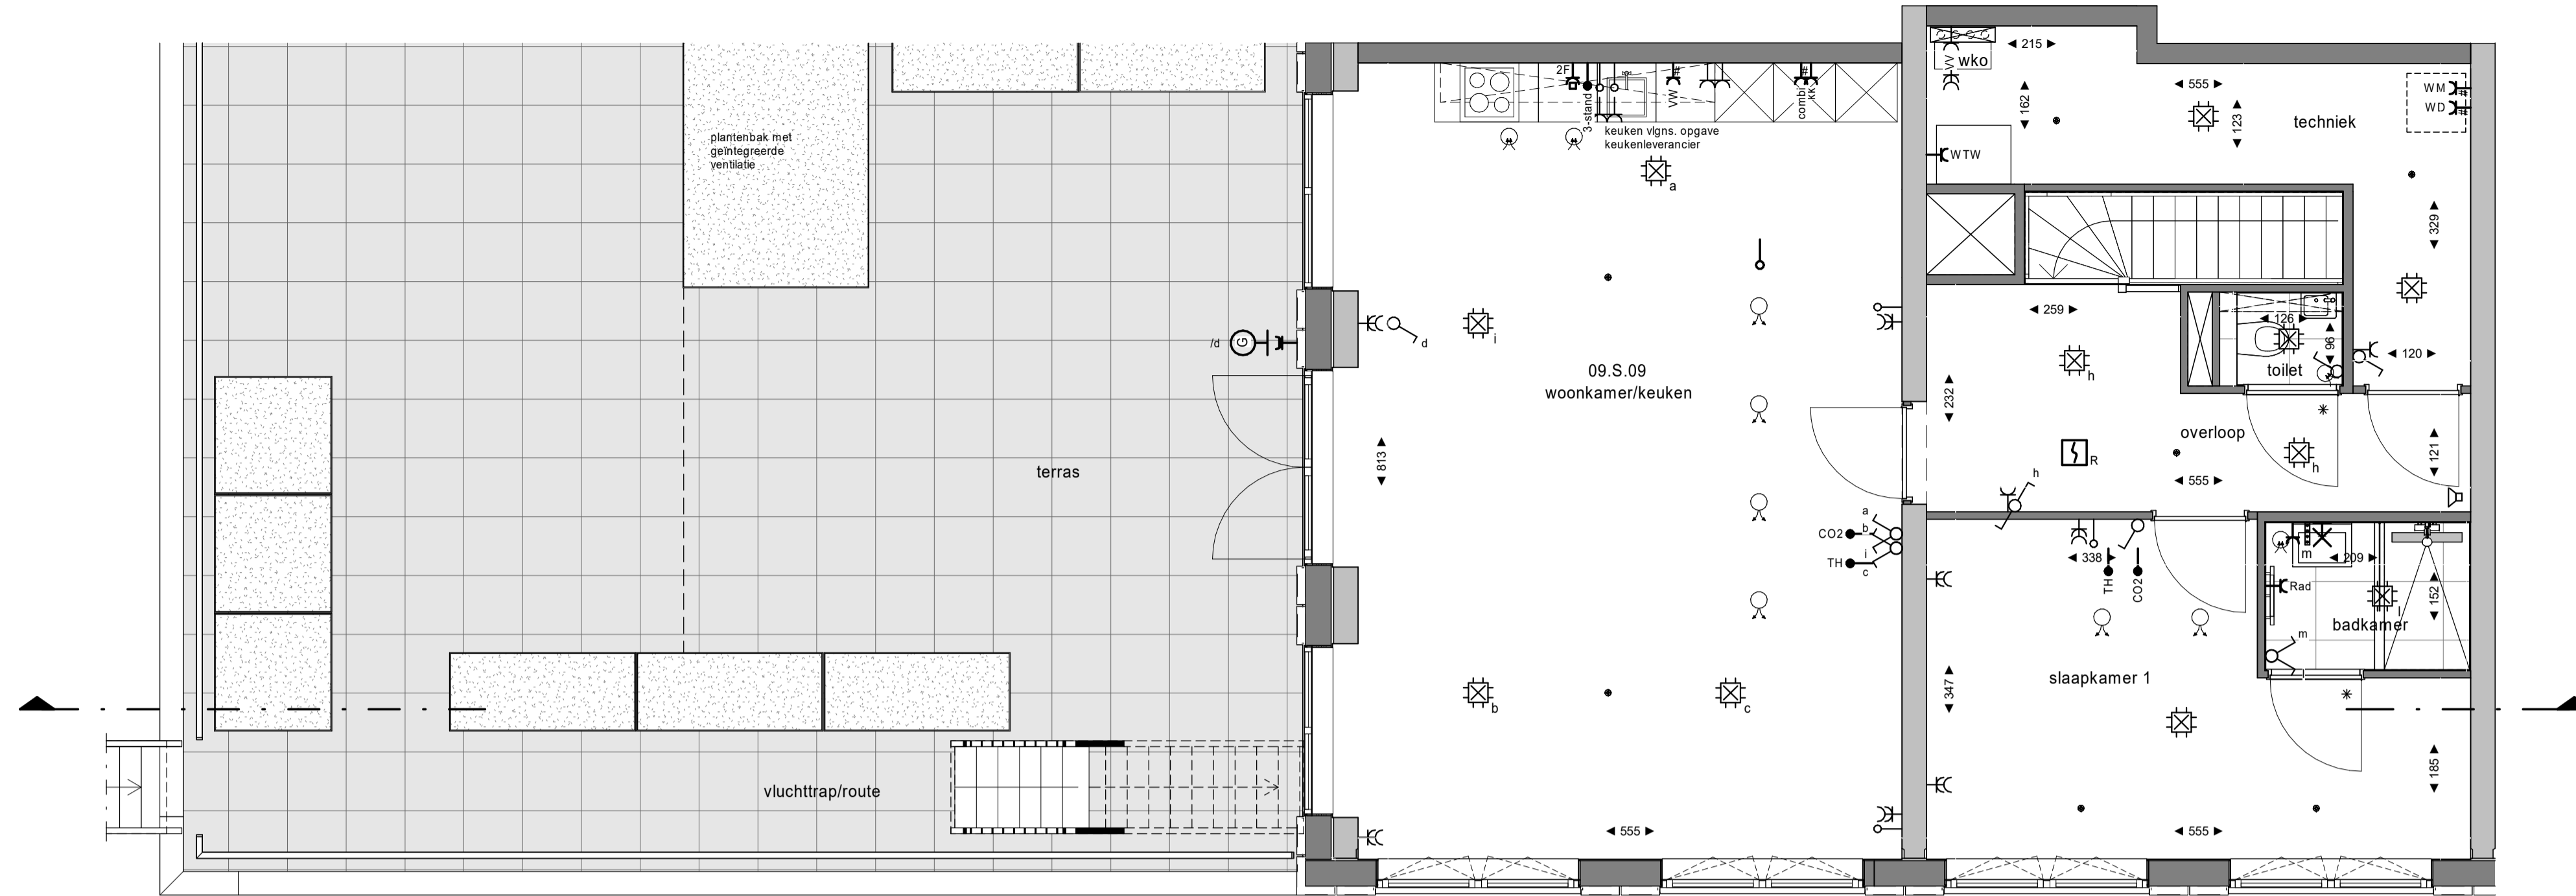 plantenbak met
geïntegreerde
ventilatie
terras
vluchttrap/route
/d
G
d
2F
3-stand
VW
combi
KK
keuken vlgns. opgave
keukenleverancier
a
i
09.S.09
woonkamer/keuken
813
b
c
555
CO2
TH
a
b
i
c
VW
wko
215
162
WTW
555
123
techniek
WM
WD
329
259
126
96
toilet
120
h
232
overloop
h
R
555
121
h
338
TH
CO2
m
209
Rad
152
l
badkamer
m
slaapkamer 1
347
185
555